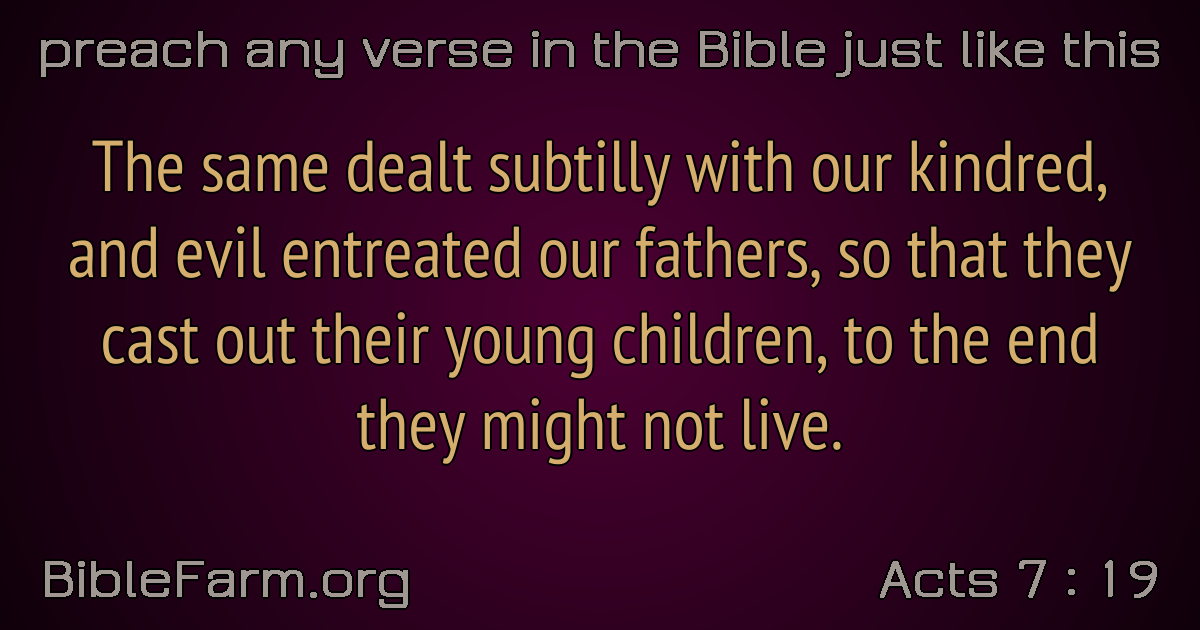 preach any verse in the Bible just like this
The same dealt subtilly with our kindred,
and evil entreated our fathers, so that they
cast out their young children, to the end
they might not live.
BibleFarm.org
Acts 7 : 19